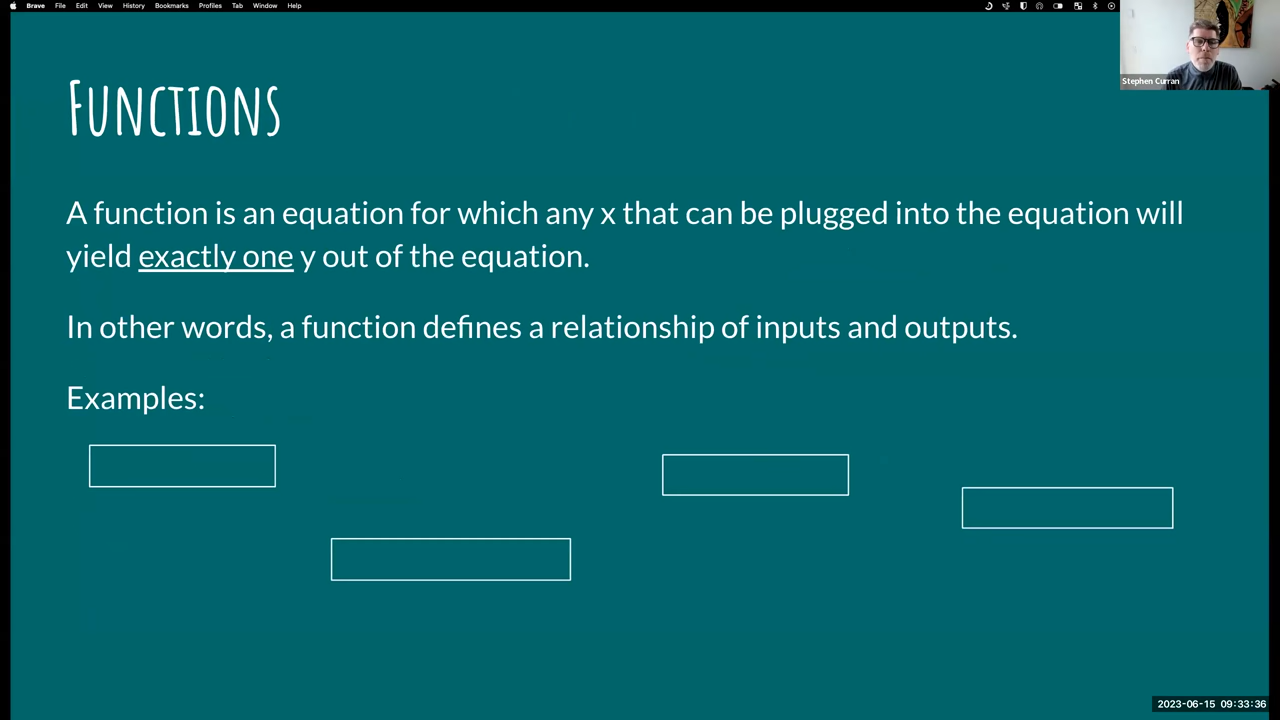 Brave File Edit View History Bookmarks Profiles Tab Window Help
Stephen Curran
FUNCTIONS
A function is an equation for which any x that can be plugged into the equation will
yield exactly one y out of the equation.
In other words, a function defines a relationship of inputs and outputs.
Examples:
2023-06-15 09:33:36